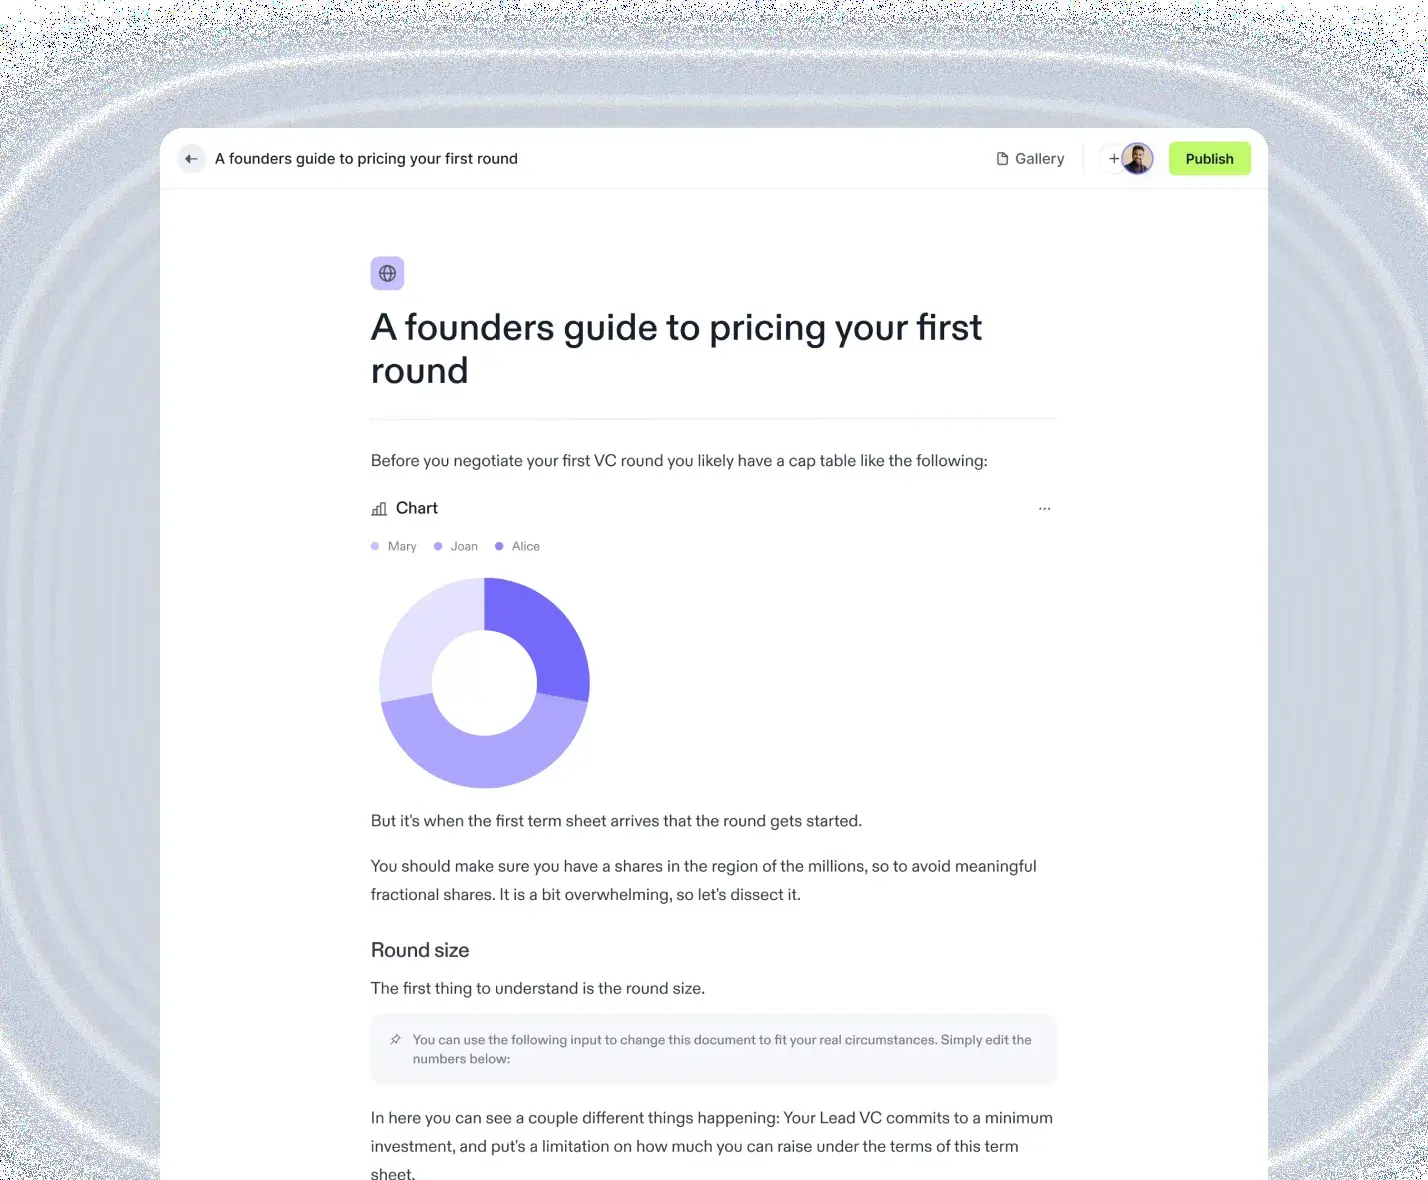 A founders guide to pricing your first round
Gallery
+
Publish
A founders guide to pricing your first
round
Before you negotiate your first VC round you likely have a cap table like the following:
Chart
...
Mary
Joan
Alice
But it's when the first term sheet arrives that the round gets started.
You should make sure you have a shares in the region of the millions, so to avoid meaningful
fractional shares. It is a bit overwhelming, so let's dissect it.
Round size
The first thing to understand is the round size.
You can use the following input to change this document to fit your real circumstances. Simply edit the
numbers below:
In here you can see a couple different things happening: Your Lead VC commits to a minimum
investment, and put's a limitation on how much you can raise under the terms of this term
sheet.